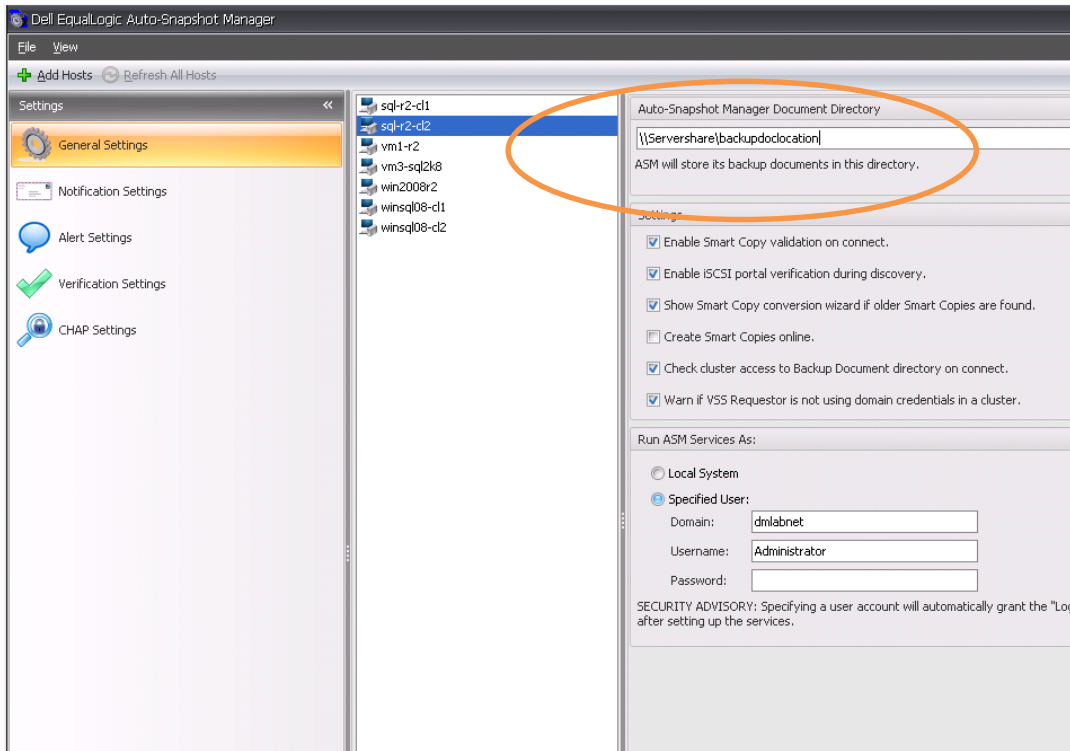 Dell EqualLogic Auto-Snapshot Manager
File View
Add Hosts Refresh All Hosts
Settings «
General Settings
Notification Settings
Alert Settings
Verification Settings
CHAP Settings
sql-r2-cl1
sql-r2-cl2
vm1-r2
vm3-sql2k8
win2008r2
winsql08-cl1
winsql08-cl2
Auto-Snapshot Manager Document Directory
\\Servershare\backupdoclocation
ASM will store its backup documents in this directory.
Settings
Enable Smart Copy validation on connect.
Enable iSCSI portal verification during discovery.
Show Smart Copy conversion wizard if older Smart Copies are found.
Create Smart Copies online.
Check cluster access to Backup Document directory on connect.
Warn if VSS Requestor is not using domain credentials in a cluster.
Run ASM Services As:
Local System
Specified User:
Domain: dmlabnet
Username: Administrator
Password:
SECURITY ADVISORY: Specifying a user account will automatically grant the "Log
after setting up the services.